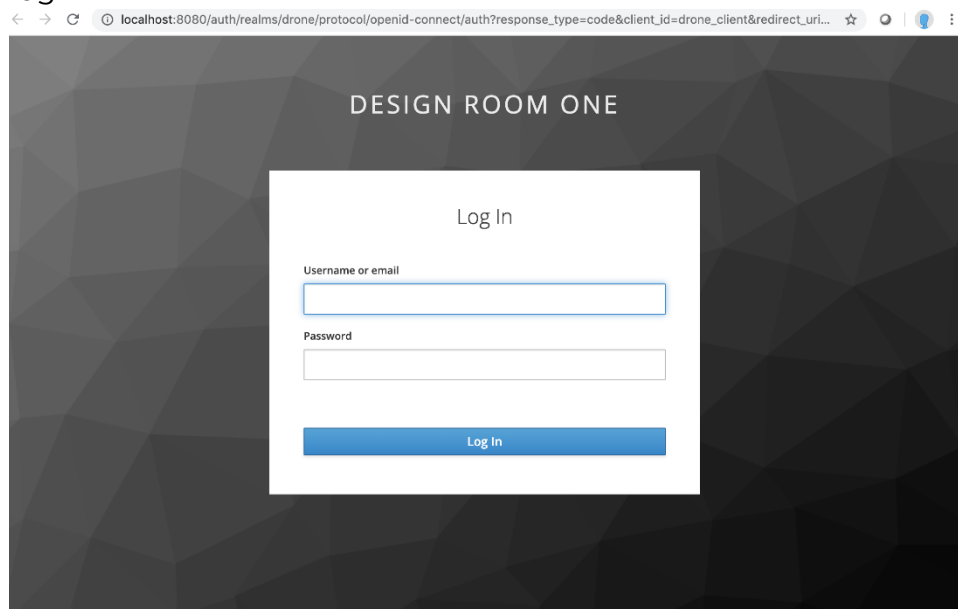 localhost:8080/auth/realms/drone/protocol/openid-connect/auth?response_type=code&client_id=drone_client&redirect_uri...
DESIGN ROOM ONE
Log In
Username or email
Password
Log In